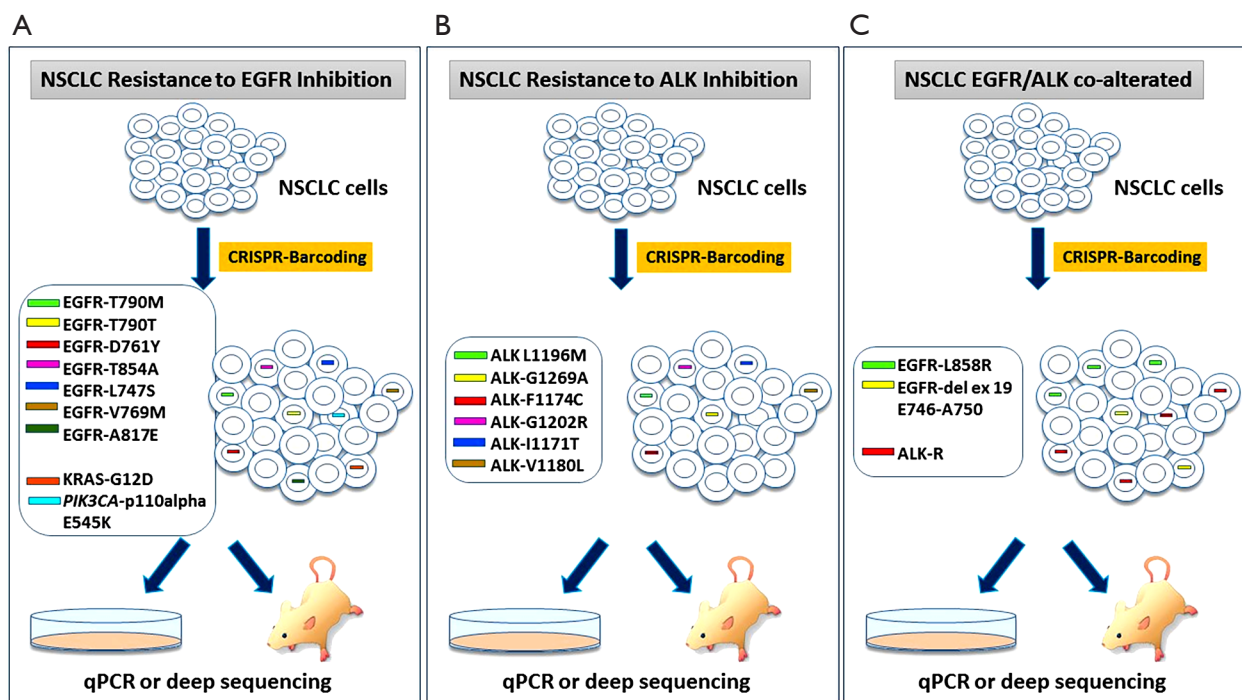 A
NSCLC Resistance to EGFR Inhibition
NSCLC cells
CRISPR-Barcoding
EGFR-T790M
EGFR-T790T
EGFR-D761Y
EGFR-T854A
EGFR-L747S
EGFR-V769M
EGFR-A817E
KRAS-G12D
PIK3CA-p110alpha
E545K
qPCR or deep sequencing
B
NSCLC Resistance to ALK Inhibition
NSCLC cells
CRISPR-Barcoding
ALK L1196M
ALK-G1269A
ALK-F1174C
ALK-G1202R
ALK-I1171T
ALK-V1180L
qPCR or deep sequencing
C
NSCLC EGFR/ALK co-alterated
NSCLC cells
CRISPR-Barcoding
EGFR-L858R
EGFR-del ex 19
E746-A750
ALK-R
qPCR or deep sequencing